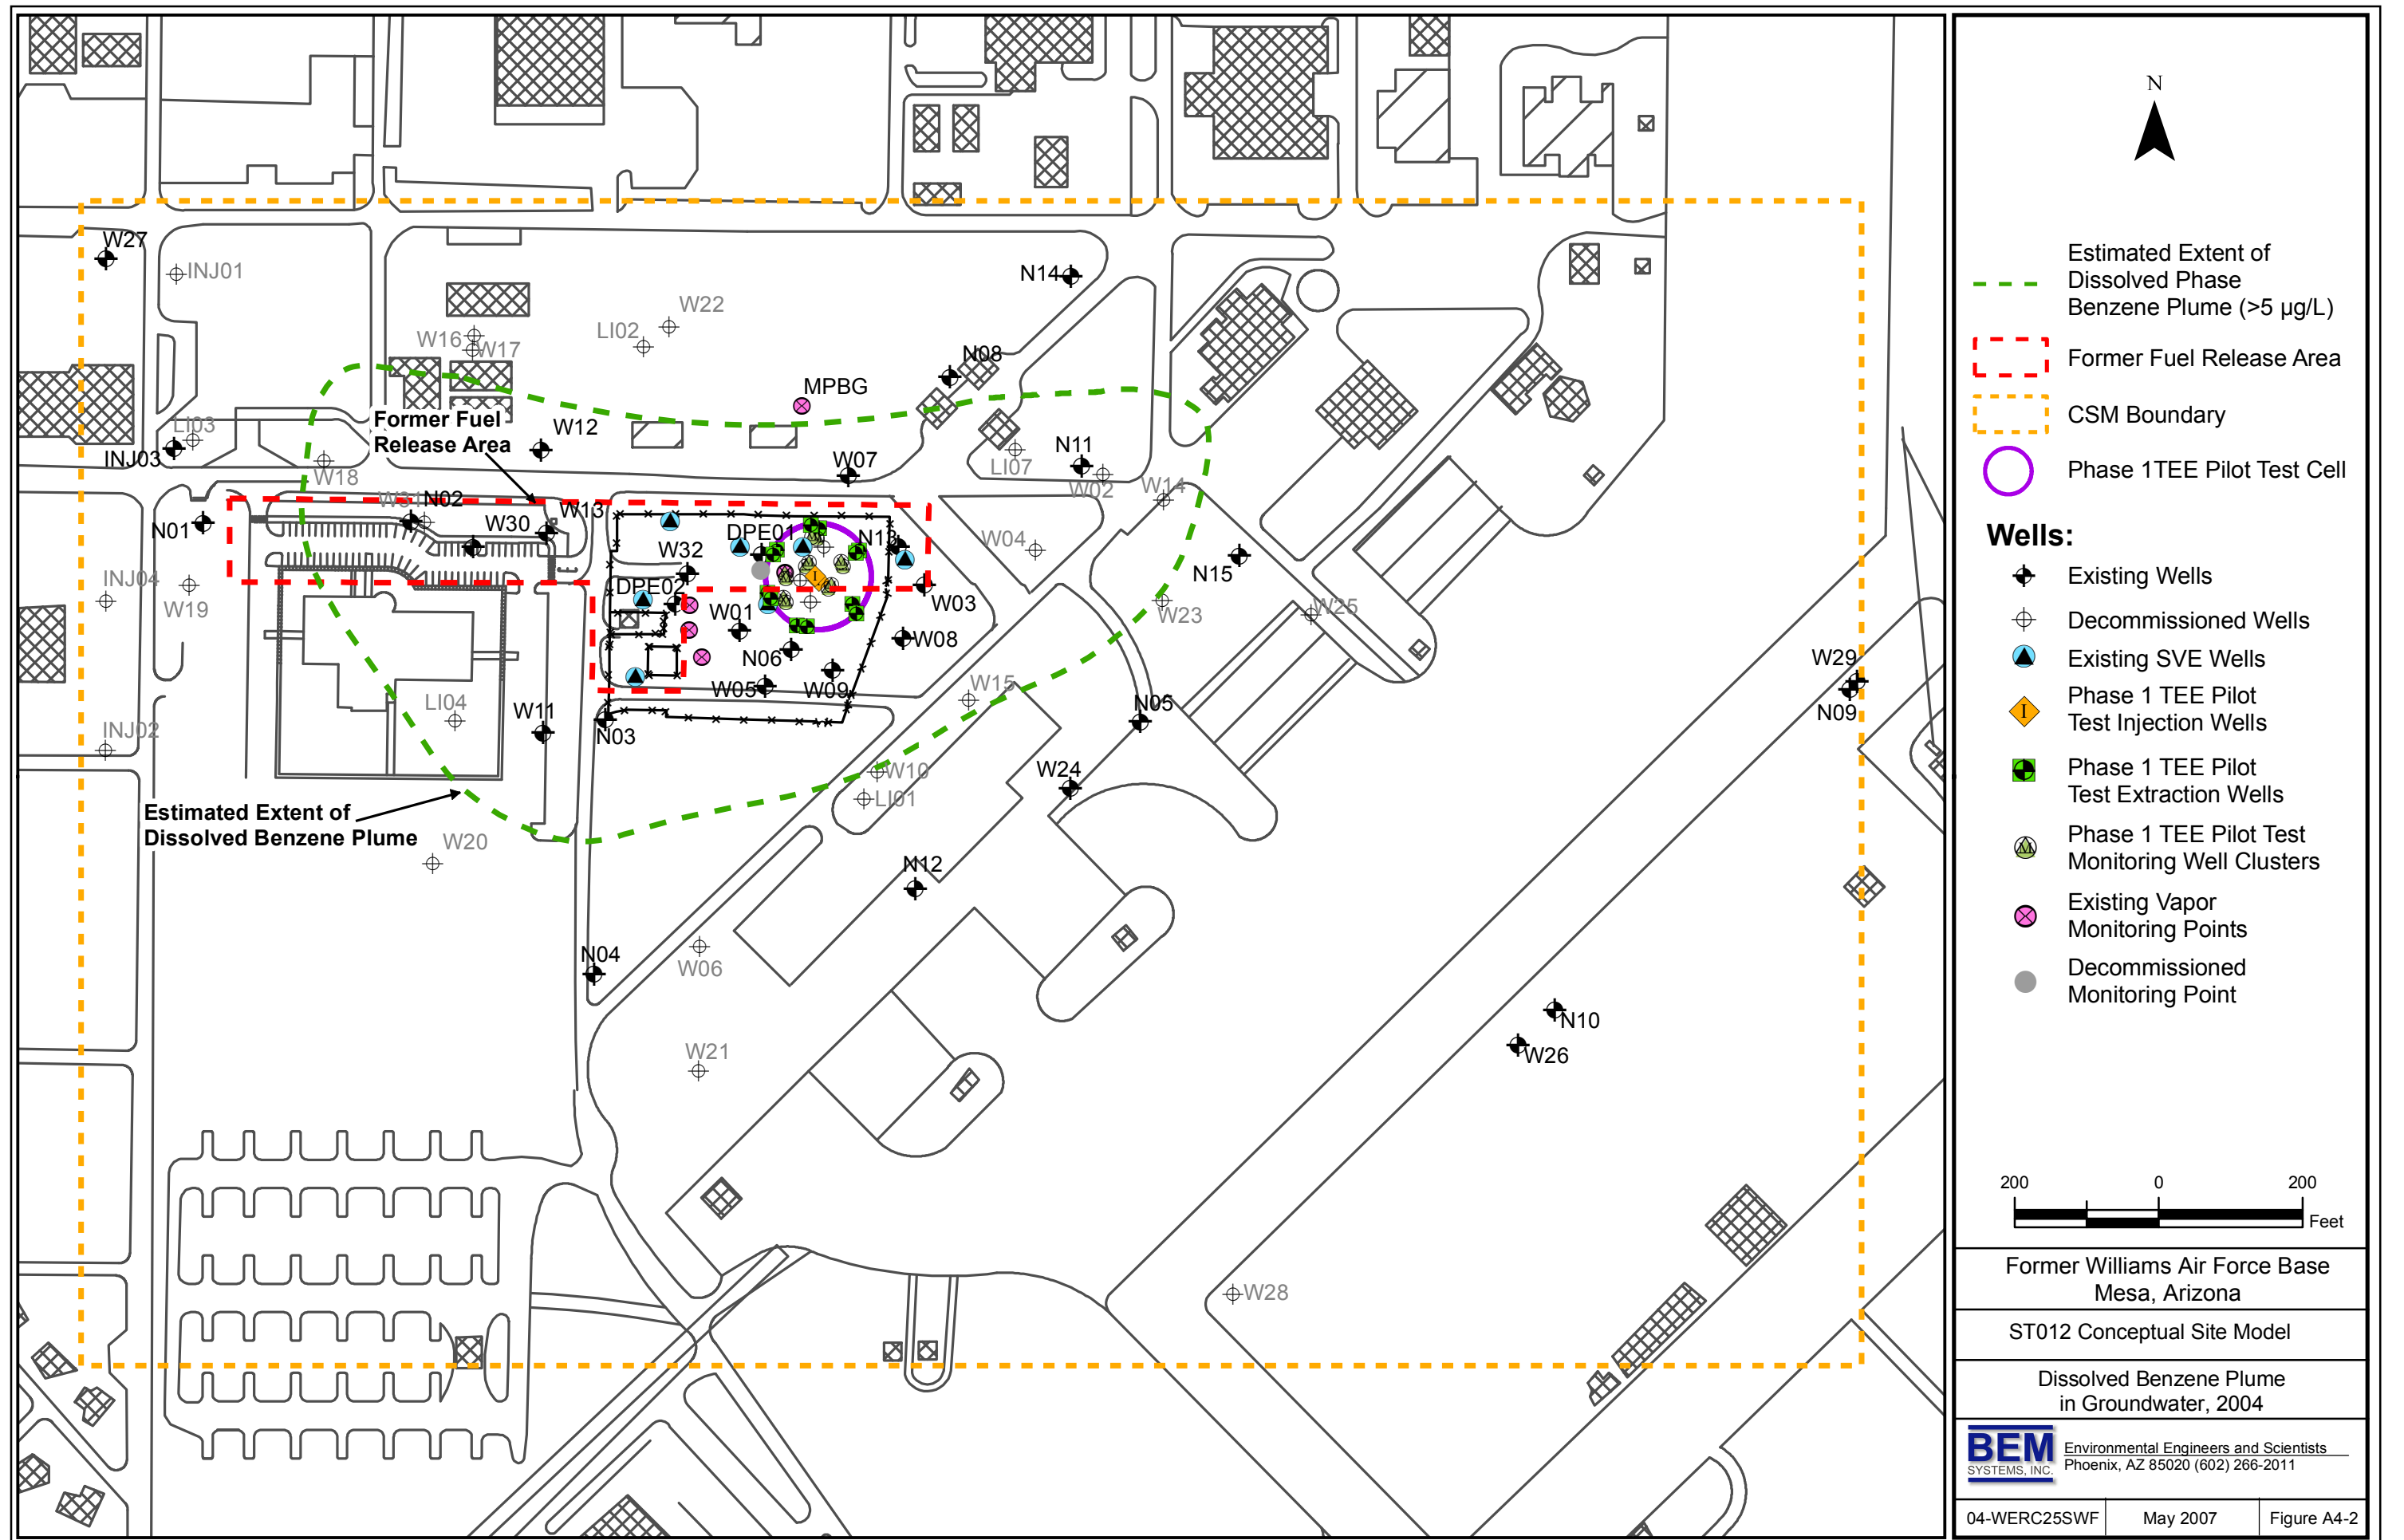 W27
INJ01
N14
W22
LI02
W16
W17
N08
MPBG
Former Fuel
Release Area
W12
LI03
INJ03
W18
W07
LI07
N11
W02
W14
N01
W31
N02
W30
W13
DPE01
N13
W04
N15
W32
INJ04
W19
DPE02
W01
W03
W23
W25
W08
N06
W05
W09
W15
N05
W29
N09
LI04
W11
N03
INJ02
W10
LI01
W24
Estimated Extent of
Dissolved Benzene Plume
W20
N12
N04
W06
W21
N10
W26
W28
I
N
Estimated Extent of
Dissolved Phase
Benzene Plume (>5 µg/L)
Former Fuel Release Area
CSM Boundary
Phase 1TEE Pilot Test Cell
Wells:
Existing Wells
Decommissioned Wells
Existing SVE Wells
I
Phase 1 TEE Pilot
Test Injection Wells
Phase 1 TEE Pilot
Test Extraction Wells
M
Phase 1 TEE Pilot Test
Monitoring Well Clusters
Existing Vapor
Monitoring Points
Decommissioned
Monitoring Point
200 0 200
Feet
Former Williams Air Force Base
Mesa, Arizona
ST012 Conceptual Site Model
Dissolved Benzene Plume
in Groundwater, 2004
BEM
SYSTEMS, INC.
Environmental Engineers and Scientists
Phoenix, AZ 85020 (602) 266-2011
04-WERC25SWF
May 2007
Figure A4-2